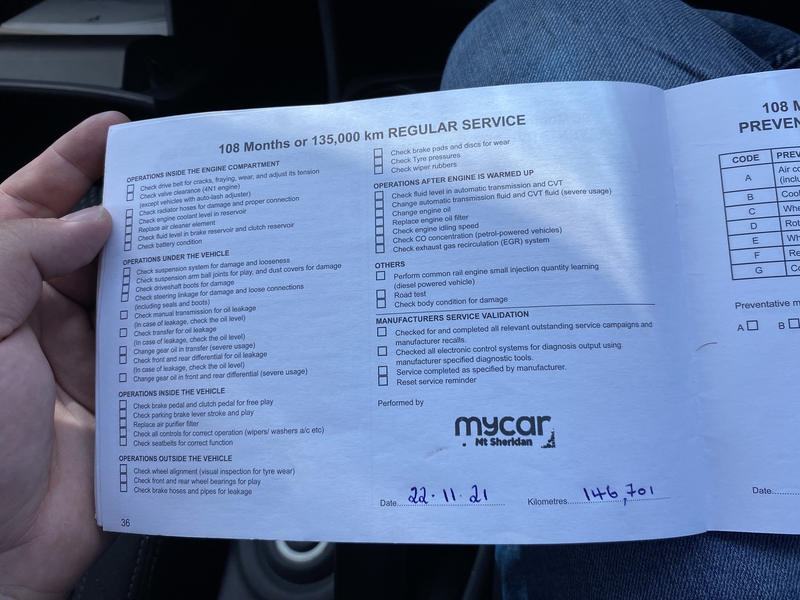 108 Months or 135,000 km REGULAR SERVICE
OPERATIONS INSIDE THE ENGINE COMPARTMENT
Check drive belt for cracks, fraying, wear, and adjust its tension
Check valve clearance (4N1 engine)
(except vehicles with auto-lash adjuster)
Check radiator hoses for damage and proper connection
Check engine coolant level in reservoir
Replace air cleaner element
Check fluid level in brake reservoir and clutch reservoir
Check battery condition
OPERATIONS UNDER THE VEHICLE
Check suspension system for damage and looseness
Check suspension arm ball joints for play, and dust covers for damage
Check driveshaft boots for damage
Check steering linkage for damage and loose connections
(including seals and boots)
Check manual transmission for oil leakage
(In case of leakage, check the oil level)
Check transfer for oil leakage
(In case of leakage, check the oil level)
Change gear oil in transfer (severe usage)
Check front and rear differential for oil leakage
(In case of leakage, check the oil level)
Change gear oil in front and rear differential (severe usage)
OPERATIONS INSIDE THE VEHICLE
Check brake pedal and clutch pedal for free play
Check parking brake lever stroke and play
Replace air purifier filter
Check all controls for correct operation (wipers/ washers a/c etc)
Check seatbelts for correct function
OPERATIONS OUTSIDE THE VEHICLE
Check wheel alignment (visual inspection for tyre wear)
Check front and rear wheel bearings for play
Check brake hoses and pipes for leakage
36
Check brake pads and discs for wear
Check Tyre pressures
Check wiper rubbers
OPERATIONS AFTER ENGINE IS WARMED UP
Check fluid level in automatic transmission and CVT
Change automatic transmission fluid and CVT fluid (severe usage)
Change engine oil
Replace engine oil filter
Check engine idling speed
Check CO concentration (petrol-powered vehicles)
Check exhaust gas recirculation (EGR) system
OTHERS
Perform common rail engine small injection quantity learning
(diesel powered vehicle)
Road test
Check body condition for damage
MANUFACTURERS SERVICE VALIDATION
Checked for and completed all relevant outstanding service campaigns and
manufacturer recalls.
Checked all electronic control systems for diagnosis output using
manufacturer specified diagnostic tools.
Service completed as specified by manufacturer.
Reset service reminder
Performed by
mycar
Mt Sheridan
Date 22.11.21 Kilometres 146,701
108 M
PREVEN
CODE PREV
A Air co
(inclu
B Cool
C Whe
D Rot
E Wh
F Re
G Co
Preventative m
A B
Date